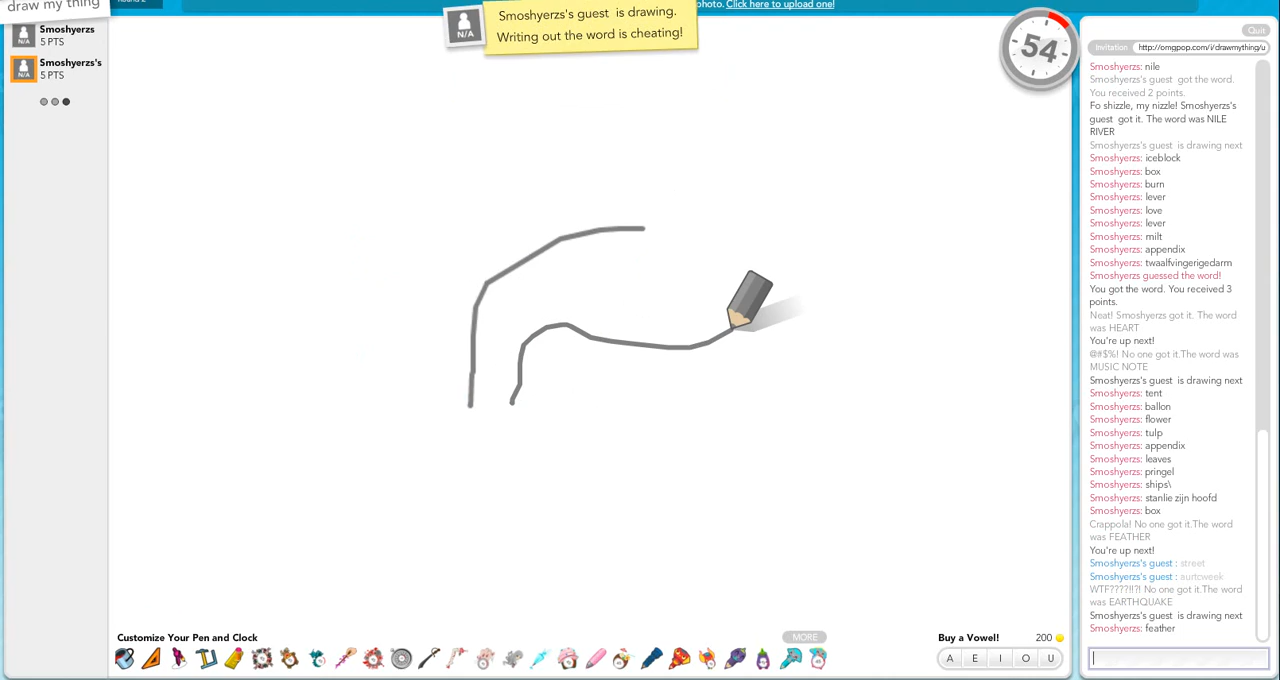 draw my thing
photo. Click here to upload one!
Smoshyerzs
5 PTS
Smoshyerzs's
5 PTS
N/A
N/A
N/A
Smoshyerzs's guest is drawing.
Writing out the word is cheating!
54
Quit
Invitation http://omgpop.com/i/drawmything/u
Smoshyerzs: nile
Smoshyerzs's guest got the word.
You received 2 points.
Fo shizzle, my nizzle! Smoshyerzs's
guest got it. The word was NILE
RIVER
Smoshyerzs's guest is drawing next
Smoshyerzs: iceblock
Smoshyerzs: box
Smoshyerzs: burn
Smoshyerzs: lever
Smoshyerzs: love
Smoshyerzs: lever
Smoshyerzs: milt
Smoshyerzs: appendix
Smoshyerzs: twaalfvingerigedarm
Smoshyerzs guessed the word!
You got the word. You received 3
points.
Neat! Smoshyerzs got it. The word
was HEART
You're up next!
@#$%! No one got it.The word was
MUSIC NOTE
Smoshyerzs's guest is drawing next
Smoshyerzs: tent
Smoshyerzs: ballon
Smoshyerzs: flower
Smoshyerzs: tulp
Smoshyerzs: appendix
Smoshyerzs: leaves
Smoshyerzs: pringel
Smoshyerzs: ships\
Smoshyerzs: stanlie zijn hoofd
Smoshyerzs: box
Crappola! No one got it.The word
was FEATHER
You're up next!
Smoshyerzs's guest : street
Smoshyerzs's guest : aurtcweek
WTF????!!?! No one got it.The word
was EARTHQUAKE
Smoshyerzs's guest is drawing next
Smoshyerzs: feather
Customize Your Pen and Clock
MORE
Buy a Vowel! 200
A E I O U